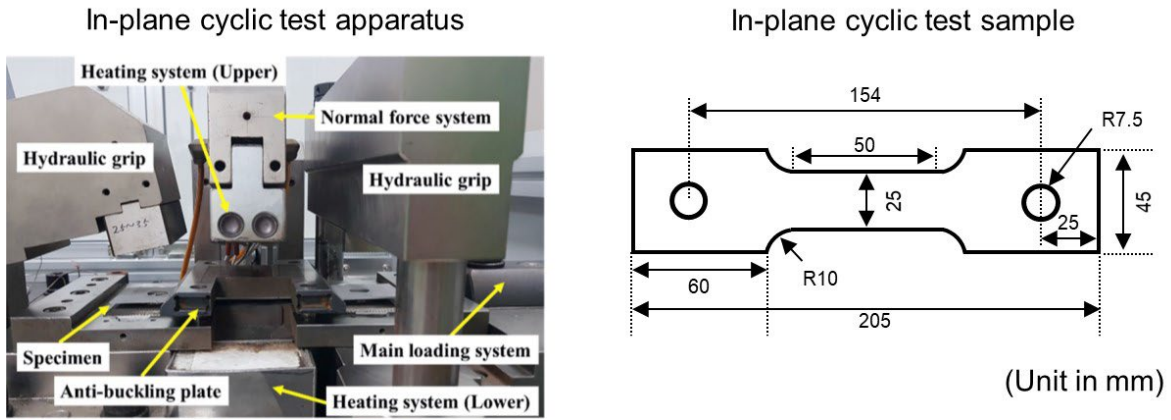 In-plane cyclic test apparatus
In-plane cyclic test sample
Heating system (Upper)
Normal force system
Hydraulic grip
Hydraulic grip
Specimen
Anti-buckling plate
Main loading system
Heating system (Lower)
154
R7.5
50
25
45
25
60
R10
205
(Unit in mm)